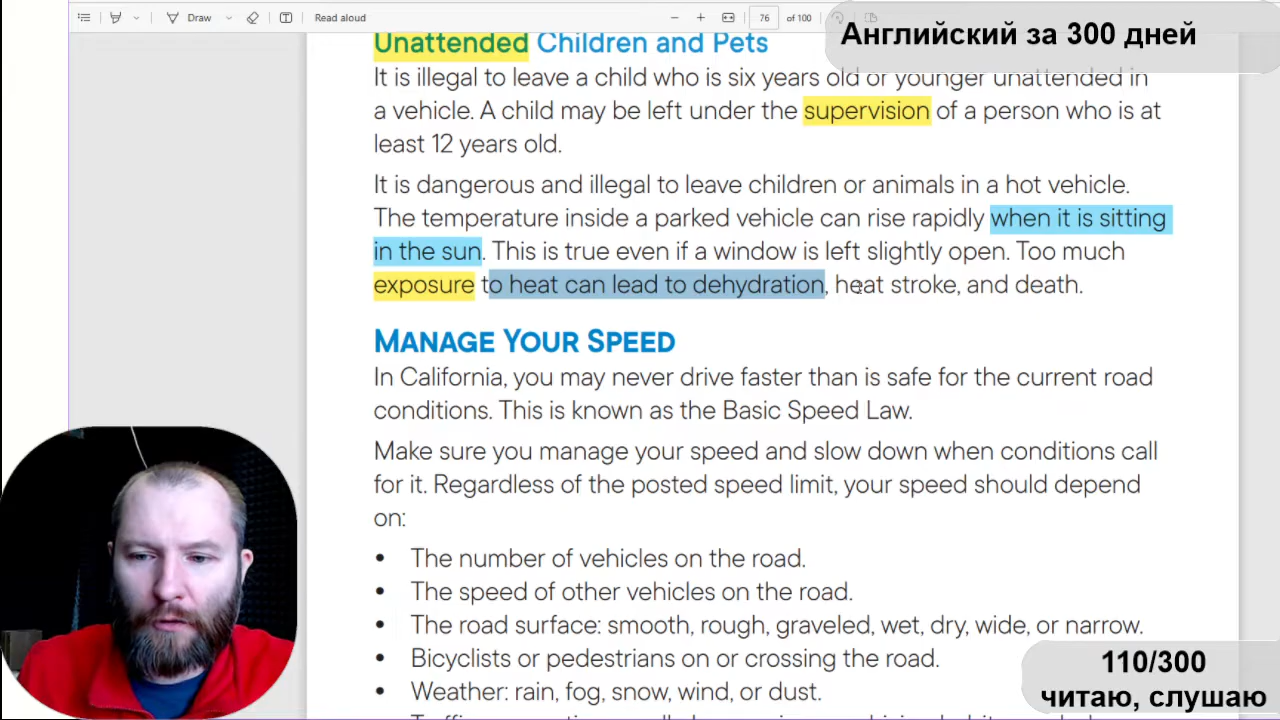 Draw
Read aloud
76 of 100
Английский за 300 дней
Unattended Children and Pets
It is illegal to leave a child who is six years old or younger unattended in
a vehicle. A child may be left under the supervision of a person who is at
least 12 years old.
It is dangerous and illegal to leave children or animals in a hot vehicle.
The temperature inside a parked vehicle can rise rapidly when it is sitting
in the sun. This is true even if a window is left slightly open. Too much
exposure to heat can lead to dehydration, heat stroke, and death.
MANAGE YOUR SPEED
In California, you may never drive faster than is safe for the current road
conditions. This is known as the Basic Speed Law.
Make sure you manage your speed and slow down when conditions call
for it. Regardless of the posted speed limit, your speed should depend
on:
• The number of vehicles on the road.
• The speed of other vehicles on the road.
• The road surface: smooth, rough, graveled, wet, dry, wide, or narrow.
• Bicyclists or pedestrians on or crossing the road.
• Weather: rain, fog, snow, wind, or dust.
110/300
читаю, слушаю